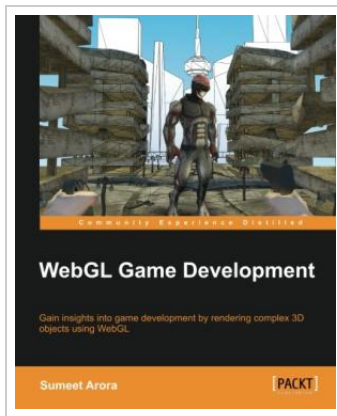 Community Experience Distilled
WebGL Game Development
Gain insights into game development by rendering complex 3D
objects using WebGL
Sumeet Arora
[PACKT]